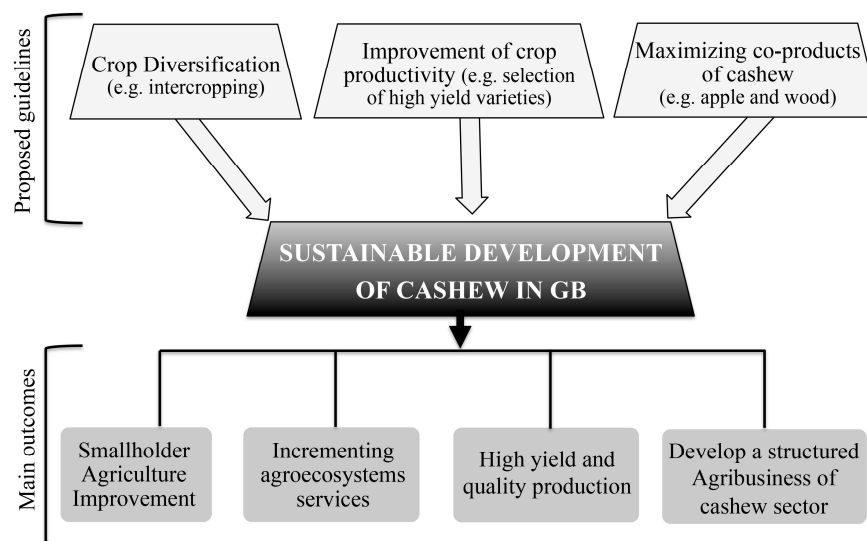 Proposed guidelines
Crop Diversification
(e.g. intercropping)
Improvement of crop
productivity (e.g. selection
of high yield varieties)
Maximizing co-products
of cashew
(e.g. apple and wood)
SUSTAINABLE DEVELOPMENT
OF CASHEW IN GB
Main outcomes
Smallholder
Agriculture
Improvement
Incrementing
agroecosystems
services
High yield and
quality production
Develop a structured
Agribusiness of
cashew sector